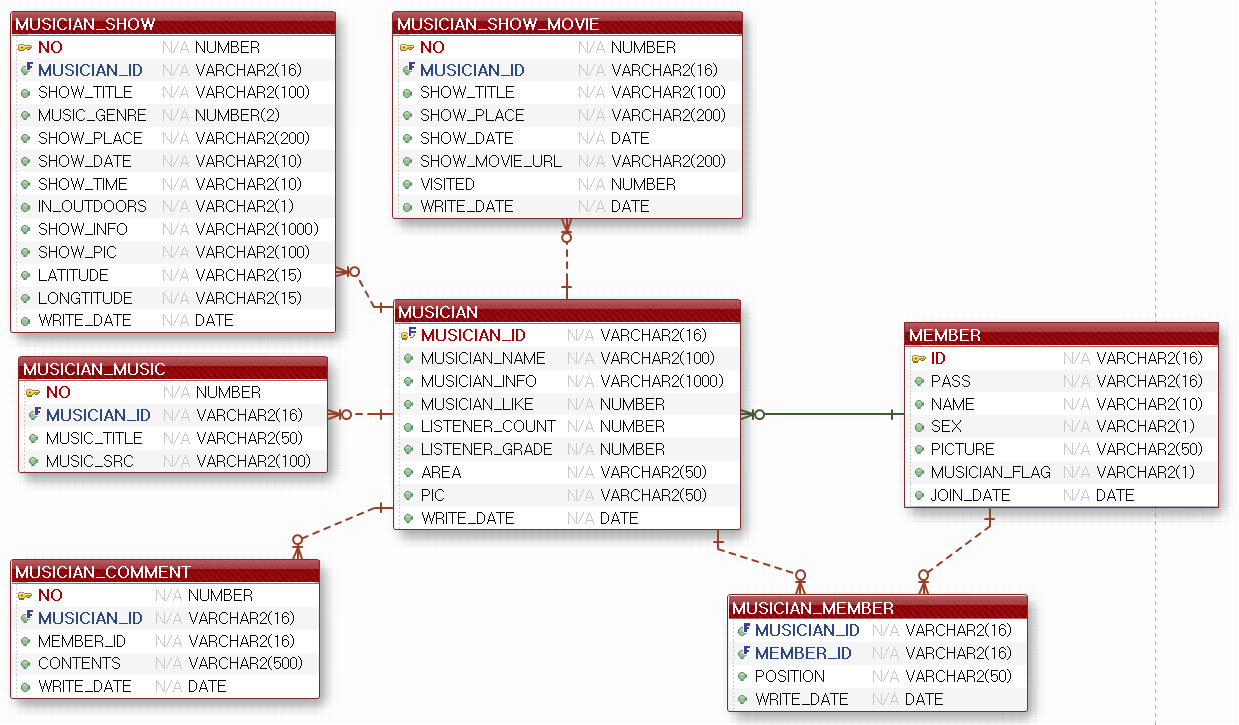 MUSICIAN_SHOW
NO N/A NUMBER
MUSICIAN_ID N/A VARCHAR2(16)
SHOW_TITLE N/A VARCHAR2(100)
MUSIC_GENRE N/A NUMBER(2)
SHOW_PLACE N/A VARCHAR2(200)
SHOW_DATE N/A VARCHAR2(10)
SHOW_TIME N/A VARCHAR2(10)
IN_OUTDOORS N/A VARCHAR2(1)
SHOW_INFO N/A VARCHAR2(1000)
SHOW_PIC N/A VARCHAR2(100)
LATITUDE N/A VARCHAR2(15)
LONGTITUDE N/A VARCHAR2(15)
WRITE_DATE N/A DATE
MUSICIAN_SHOW_MOVIE
NO N/A NUMBER
MUSICIAN_ID N/A VARCHAR2(16)
SHOW_TITLE N/A VARCHAR2(100)
SHOW_PLACE N/A VARCHAR2(200)
SHOW_DATE N/A DATE
SHOW_MOVIE_URL N/A VARCHAR2(200)
VISITED N/A NUMBER
WRITE_DATE N/A DATE
MUSICIAN
MUSICIAN_ID N/A VARCHAR2(16)
MUSICIAN_NAME N/A VARCHAR2(100)
MUSICIAN_INFO N/A VARCHAR2(1000)
MUSICIAN_LIKE N/A NUMBER
LISTENER_COUNT N/A NUMBER
LISTENER_GRADE N/A NUMBER
AREA N/A VARCHAR2(50)
PIC N/A VARCHAR2(50)
WRITE_DATE N/A DATE
MEMBER
ID N/A VARCHAR2(16)
PASS N/A VARCHAR2(16)
NAME N/A VARCHAR2(10)
SEX N/A VARCHAR2(1)
PICTURE N/A VARCHAR2(50)
MUSICIAN_FLAG N/A VARCHAR2(1)
JOIN_DATE N/A DATE
MUSICIAN_MUSIC
NO N/A NUMBER
MUSICIAN_ID N/A VARCHAR2(16)
MUSIC_TITLE N/A VARCHAR2(50)
MUSIC_SRC N/A VARCHAR2(100)
MUSICIAN_COMMENT
NO N/A NUMBER
MUSICIAN_ID N/A VARCHAR2(16)
MEMBER_ID N/A VARCHAR2(16)
CONTENTS N/A VARCHAR2(500)
WRITE_DATE N/A DATE
MUSICIAN_MEMBER
MUSICIAN_ID N/A VARCHAR2(16)
MEMBER_ID N/A VARCHAR2(16)
POSITION N/A VARCHAR2(50)
WRITE_DATE N/A DATE